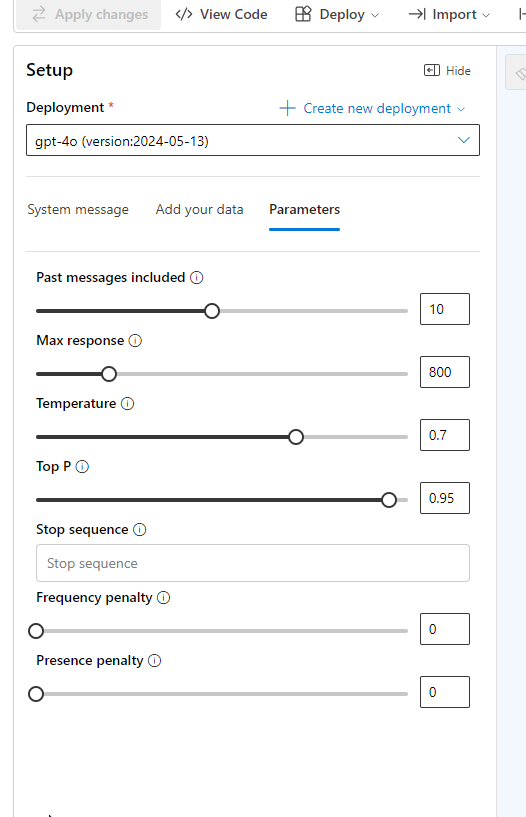 Apply changes </> View Code Deploy Import
Setup Hide
Deployment * Create new deployment
gpt-4o (version:2024-05-13)
System message Add your data Parameters
Past messages included
10
Max response
800
Temperature
0.7
Top P
0.95
Stop sequence
Stop sequence
Frequency penalty
0
Presence penalty
0